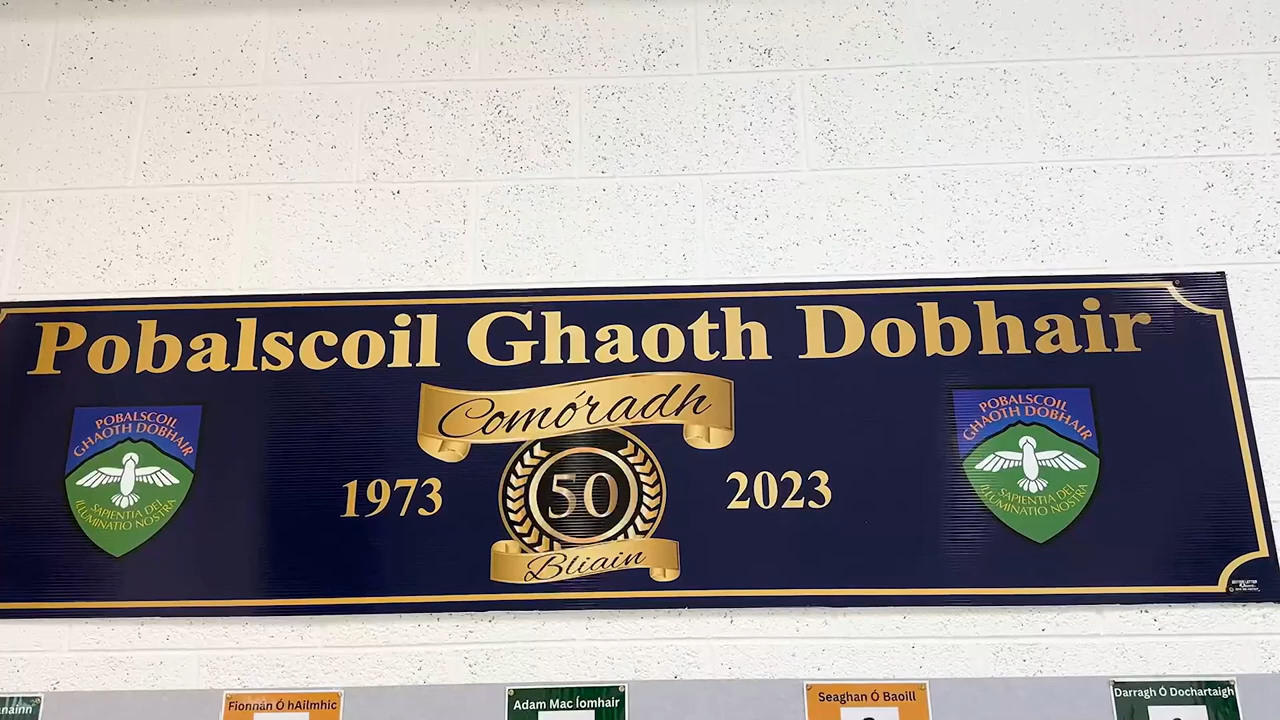 Pobalscoil Ghaoth Dobhair
Comóradh
1973 50 2023
Bliain
POBALSCOIL
GHAOTH DOBHAIR
SAPIENTIA DEI
ILLUMINATIO NOSTRA
POBALSCOIL
GHAOTH DOBHAIR
SAPIENTIA DEI
ILLUMINATIO NOSTRA
Fionnán Ó hAilmhic
Adam Mac Íomhair
Seaghan Ó Baoill
Darragh Ó Dochartaigh